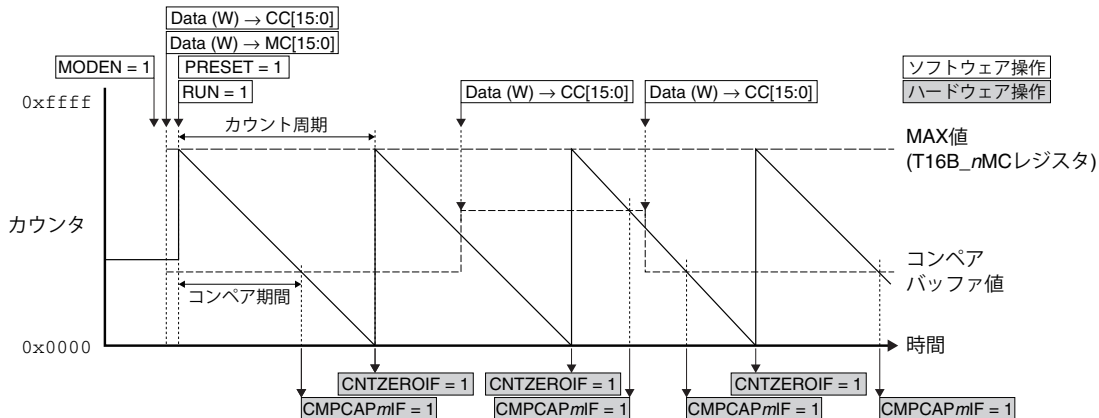 Data (W) → CC[15:0]
Data (W) → MC[15:0]
MODEN = 1
PRESET = 1
RUN = 1
Data (W) → CC[15:0]
Data (W) → CC[15:0]
ソフトウェア操作
ハードウェア操作
0xffff
カウント周期
MAX値
(T16B_nMCレジスタ)
カウンタ
コンペア
バッファ値
コンペア期間
0x0000
時間
CNTZEROIF = 1
CNTZEROIF = 1
CNTZEROIF = 1
CMPCAPmIF = 1
CMPCAPmIF = 1
CMPCAPmIF = 1
CMPCAPmIF = 1